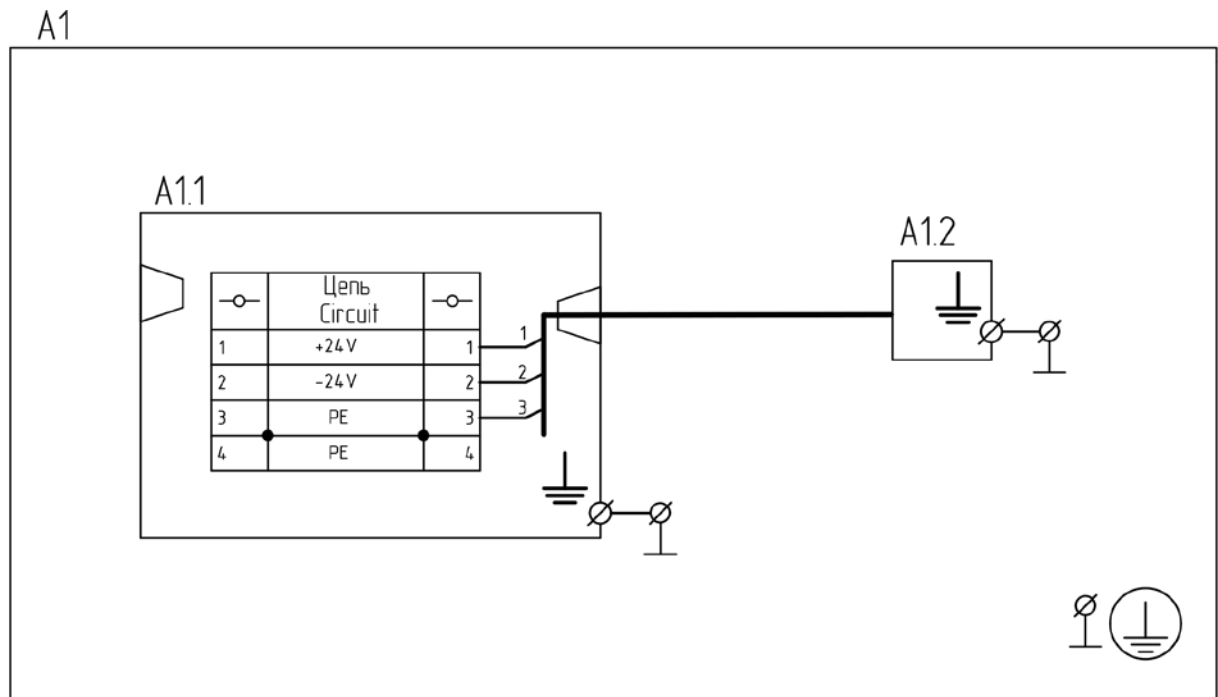 A1
A1.1
A1.2
Цепь
Circuit
1 +24V 1 1
2 -24V 2 2
3 PE 3 3
4 PE 4